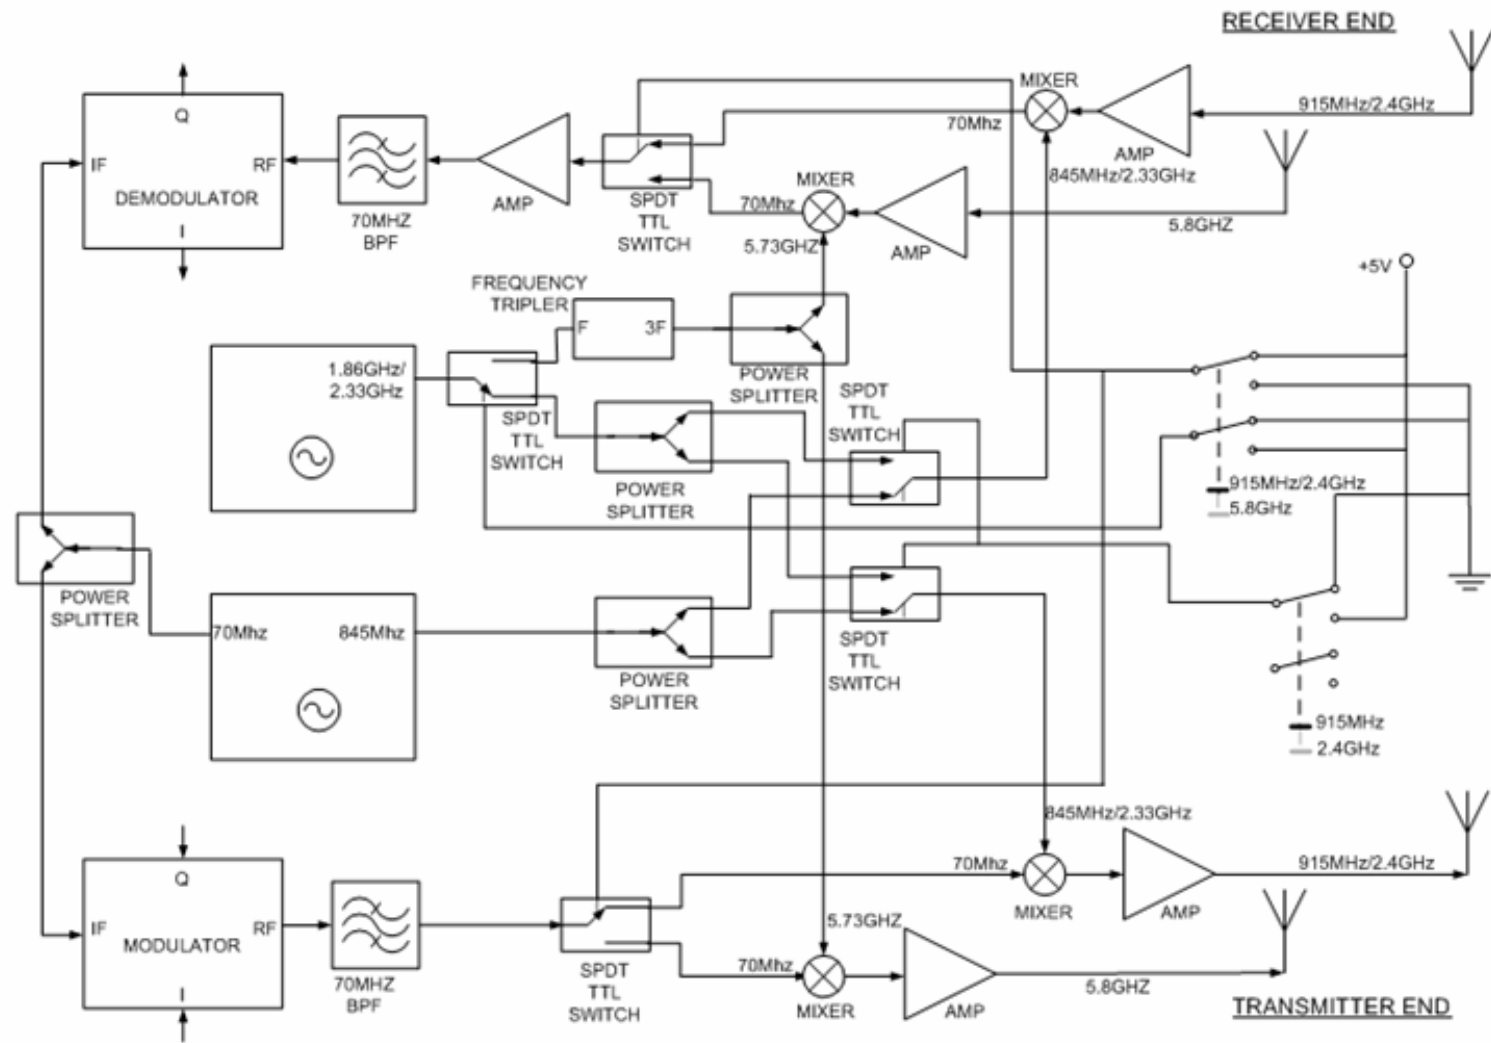 RECEIVER END
MIXER
915MHz/2.4GHz
Q
70Mhz
IF
RF
DEMODULATOR
I
70MHZ
BPF
AMP
SPDT
TTL
SWITCH
AMP
845MHz/2.33GHz
MIXER
70Mhz
5.73GHZ
AMP
5.8GHZ
+5V
FREQUENCY
TRIPLER
F
3F
POWER
SPLITTER
1.86GHz/
2.33GHz
SPDT
TTL
SWITCH
SPDT
TTL
SWITCH
POWER
SPLITTER
915MHz/2.4GHz
5.8GHz
POWER
SPLITTER
70Mhz
845Mhz
POWER
SPLITTER
SPDT
TTL
SWITCH
915MHz
2.4GHz
845MHz/2.33GHz
Q
IF
RF
MODULATOR
I
70MHZ
BPF
SPDT
TTL
SWITCH
70Mhz
MIXER
AMP
915MHz/2.4GHz
5.73GHZ
70Mhz
MIXER
AMP
5.8GHZ
TRANSMITTER END